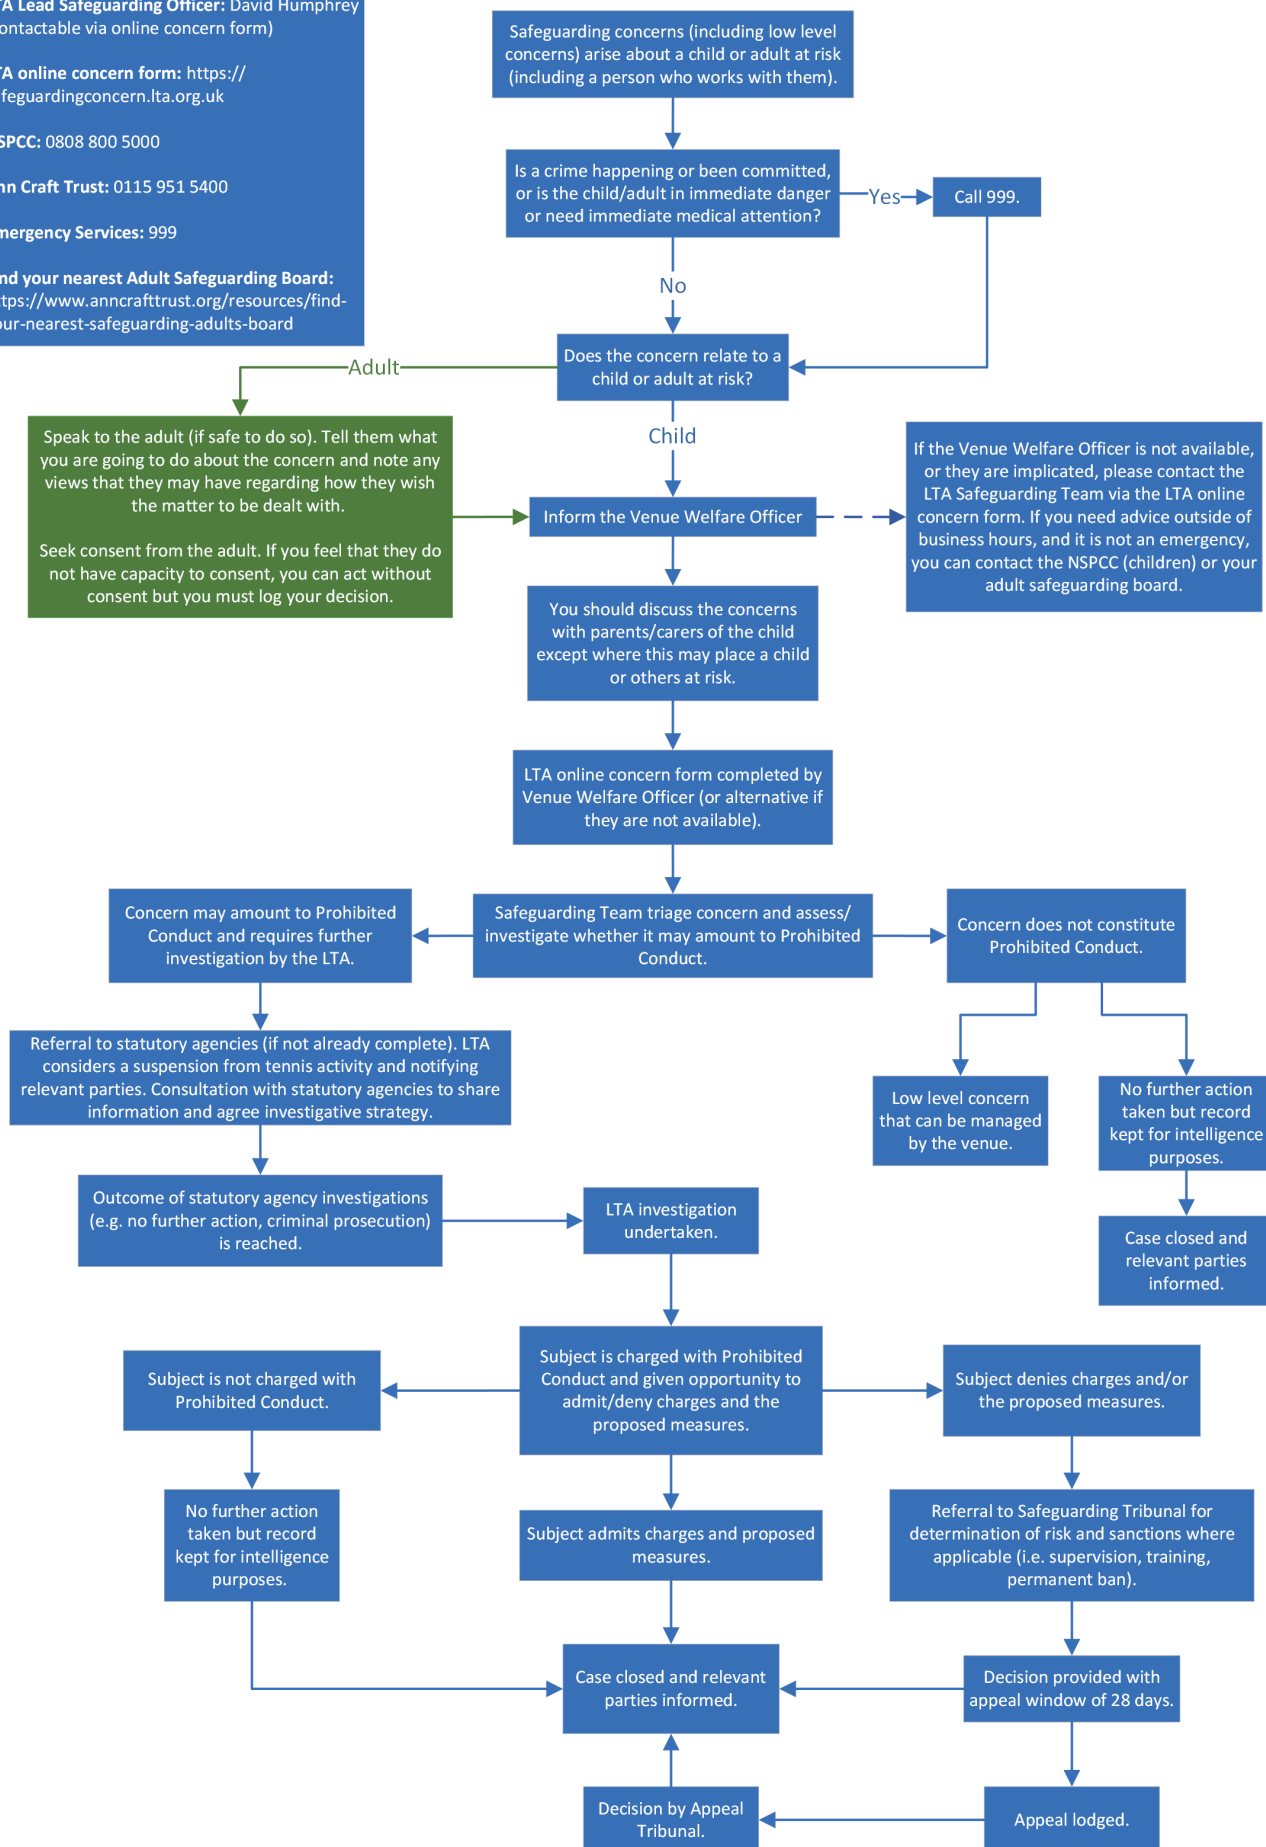 TA Lead Safeguarding Officer: David Humphrey
ontactable via online concern form)
TA online concern form: https://
feguardingconcern.lta.org.uk
SPCC: 0808 800 5000
nn Craft Trust: 0115 951 5400
mergency Services: 999
nd your nearest Adult Safeguarding Board:
ttps://www.anncrafttrust.org/resources/find-
our-nearest-safeguarding-adults-board
Safeguarding concerns (including low level
concerns) arise about a child or adult at risk
(including a person who works with them).
Is a crime happening or been committed,
or is the child/adult in immediate danger
or need immediate medical attention?
Yes
Call 999.
No
Does the concern relate to a
child or adult at risk?
Adult
Child
Speak to the adult (if safe to do so). Tell them what
you are going to do about the concern and note any
views that they may have regarding how they wish
the matter to be dealt with.
Seek consent from the adult. If you feel that they do
not have capacity to consent, you can act without
consent but you must log your decision.
Inform the Venue Welfare Officer
If the Venue Welfare Officer is not available,
or they are implicated, please contact the
LTA Safeguarding Team via the LTA online
concern form. If you need advice outside of
business hours, and it is not an emergency,
you can contact the NSPCC (children) or your
adult safeguarding board.
You should discuss the concerns
with parents/carers of the child
except where this may place a child
or others at risk.
LTA online concern form completed by
Venue Welfare Officer (or alternative if
they are not available).
Concern may amount to Prohibited
Conduct and requires further
investigation by the LTA.
Safeguarding Team triage concern and assess/
investigate whether it may amount to Prohibited
Conduct.
Concern does not constitute
Prohibited Conduct.
Referral to statutory agencies (if not already complete). LTA
considers a suspension from tennis activity and notifying
relevant parties. Consultation with statutory agencies to share
information and agree investigative strategy.
Low level concern
that can be managed
by the venue.
No further action
taken but record
kept for intelligence
purposes.
Outcome of statutory agency investigations
(e.g. no further action, criminal prosecution)
is reached.
LTA investigation
undertaken.
Case closed and
relevant parties
informed.
Subject is not charged with
Prohibited Conduct.
Subject is charged with Prohibited
Conduct and given opportunity to
admit/deny charges and the
proposed measures.
Subject denies charges and/or
the proposed measures.
No further action
taken but record
kept for intelligence
purposes.
Subject admits charges and proposed
measures.
Referral to Safeguarding Tribunal for
determination of risk and sanctions where
applicable (i.e. supervision, training,
permanent ban).
Case closed and relevant
parties informed.
Decision provided with
appeal window of 28 days.
Decision by Appeal
Tribunal.
Appeal lodged.